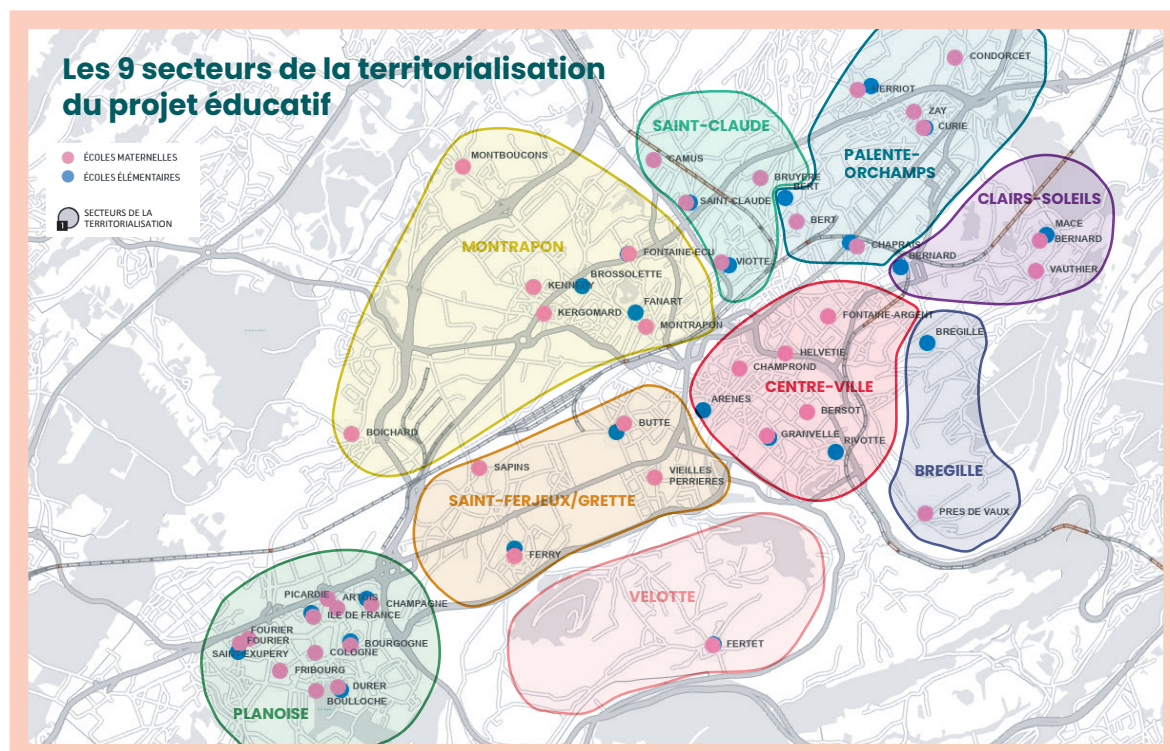 Les 9 secteurs de la territorialisation
du projet éducatif
ÉCOLES MATERNELLES
ÉCOLES ÉLÉMENTAIRES
1
SECTEURS DE LA
TERRITORIALISATION
CONDORCET
HERRIOT
ZAY
CURIE
PALENTE-
ORCHAMPS
BERT
BERT
CHAPRAIS
SAINT-CLAUDE
CAMUS
BRUYERE
SAINT-CLAUDE
VIOTTE
CLAIRS-SOLEILS
MACE
BERNARD
VAUTHIER
BERNARD
MONTBOUCONS
MONTRAPON
FONTAINE-ECU
BROSSOLETTE
KENNEDY
FANART
KERGOMARD
MONTRAPON
BOICHARD
FONTAINE-ARGENT
HELVETIE
CHAMPROND
CENTRE-VILLE
ARENES
BERSOT
GRANVELLE
RIVOTTE
BREGILLE
BREGILLE
PRES DE VAUX
BUTTE
SAPINS
VIEILLES
PERRIERES
SAINT-FERJEUX/GRETTE
FERRY
VELOTTE
FERTET
PICARDIE
ARTOIS
CHAMPAGNE
ILE DE FRANCE
FOURIER
FOURIER
BOURGOGNE
SAINT-EXUPERY
COLOGNE
FRIBOURG
DURER
BOULLOCHE
PLANOISE